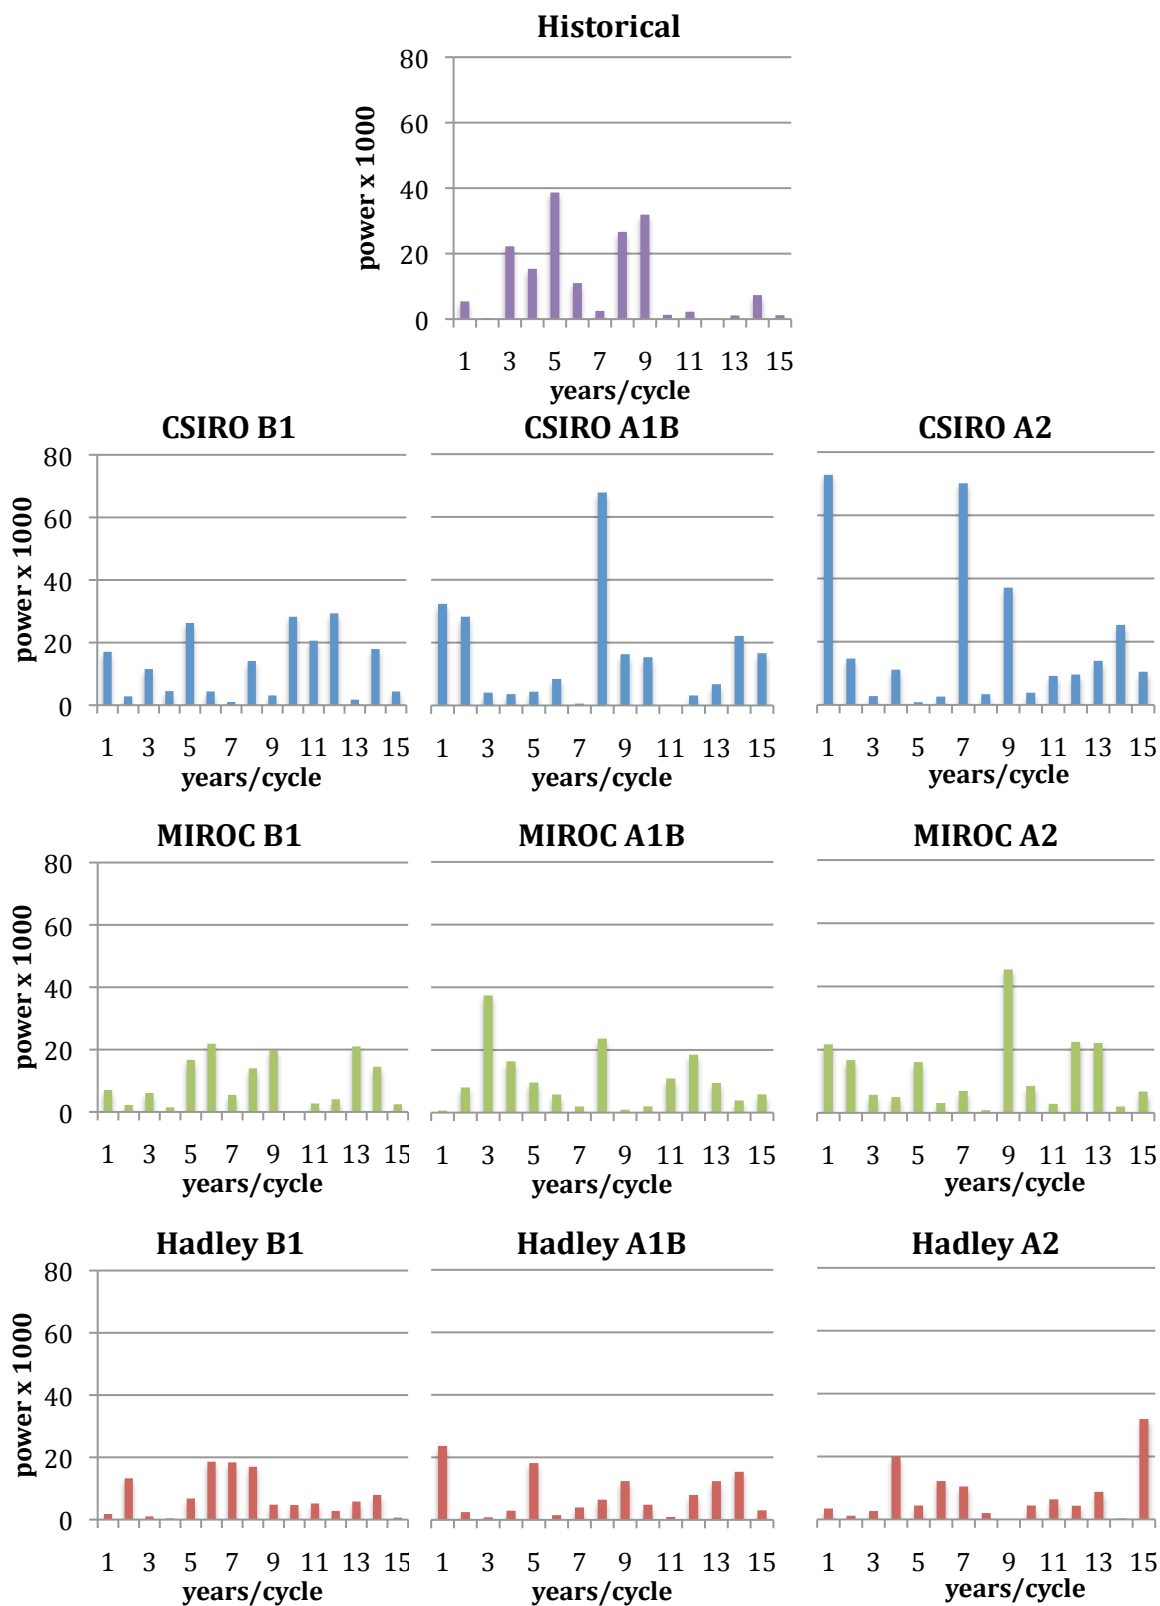 Historical
80
60
40
20
0
power x 1000
1 3 5 7 9 11 13 15
years/cycle
CSIRO B1 CSIRO A1B CSIRO A2
80
60
40
20
0
power x 1000
1 3 5 7 9 11 13 15 1 3 5 7 9 11 13 15 1 3 5 7 9 11 13 15
years/cycle years/cycle years/cycle
MIROC B1 MIROC A1B MIROC A2
80
60
40
20
0
power x 1000
1 3 5 7 9 11 13 15 1 3 5 7 9 11 13 15 1 3 5 7 9 11 13 15
years/cycle years/cycle years/cycle
Hadley B1 Hadley A1B Hadley A2
80
60
40
20
0
power x 1000
1 3 5 7 9 11 13 15 1 3 5 7 9 11 13 15 1 3 5 7 9 11 13 15
years/cycle years/cycle years/cycle